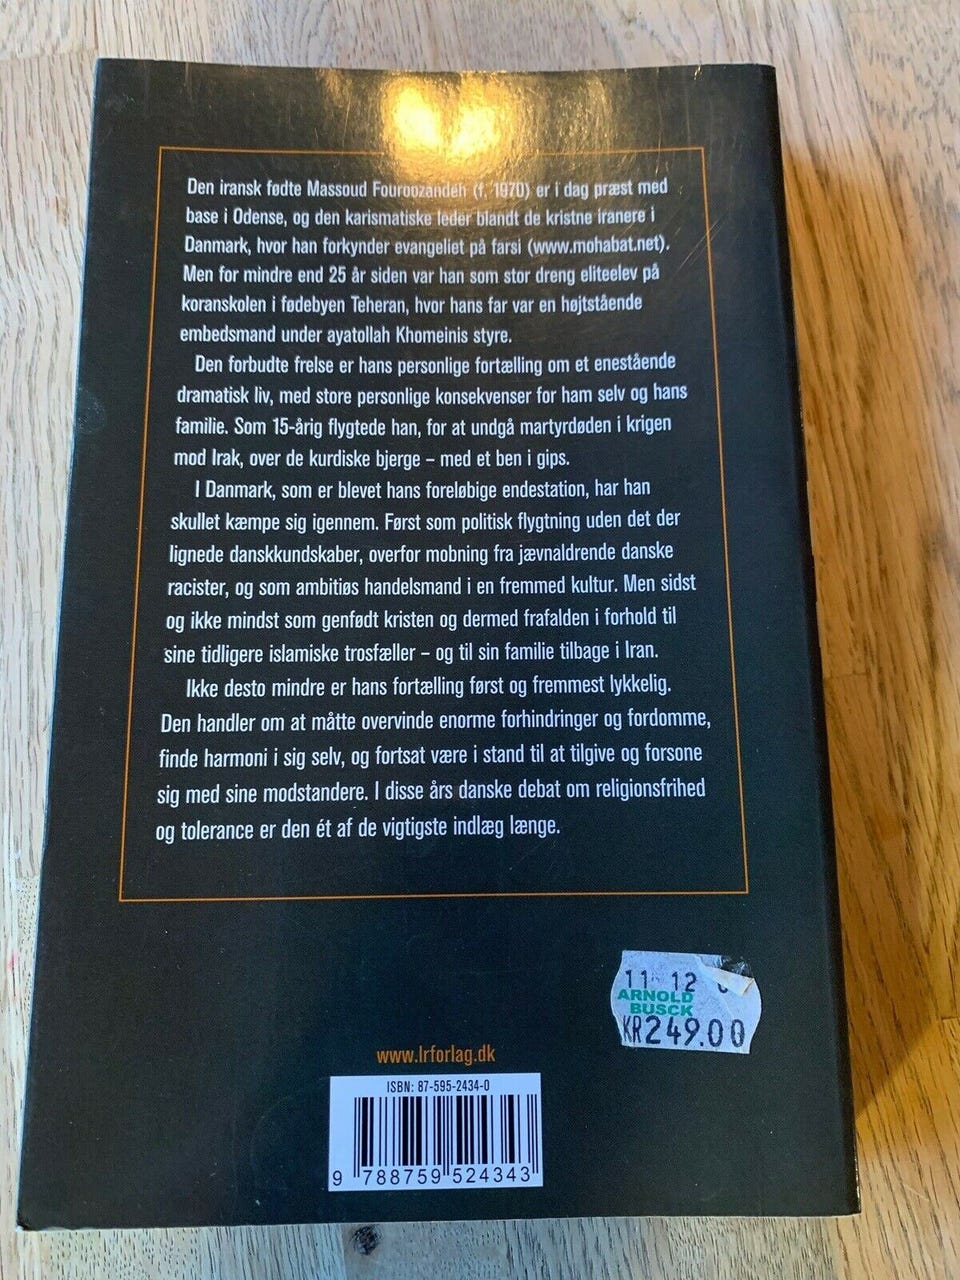 Den iransk fødte Massoud Fouroozandeh (f. 1970) er i dag præst med
base i Odense, og den karismatiske leder blandt de kristne iranere i
Danmark, hvor han forkynder evangeliet på farsi (www.mohabat.net).
Men for mindre end 25 år siden var han som stor dreng eliteelev på
koranskolen i fødebyen Teheran, hvor hans far var en højtstående
embedsmand under ayatollah Khomeinis styre.
Den forbudte frelse er hans personlige fortælling om et enestående
dramatisk liv, med store personlige konsekvenser for ham selv og hans
familie. Som 15-årig flygtede han, for at undgå martyrdøden i krigen
mod Irak, over de kurdiske bjerge – med et ben i gips.
I Danmark, som er blevet hans foreløbige endestation, har han
skullet kæmpe sig igennem. Først som politisk flygtning uden det der
lignede danskkundskaber, overfor mobning fra jævnaldrende danske
racister, og som ambitiøs handelsmand i en fremmed kultur. Men sidst
og ikke mindst som genfødt kristen og dermed frafalden i forhold til
sine tidligere islamiske trosfæller – og til sin familie tilbage i Iran.
Ikke desto mindre er hans fortælling først og fremmest lykkelig.
Den handler om at måtte overvinde enorme forhindringer og fordomme,
finde harmoni i sig selv, og fortsat være i stand til at tilgive og forsone
sig med sine modstandere. I disse års danske debat om religionsfrihed
og tolerance er den ét af de vigtigste indlæg længe.
11 12
ARNOLD
BUSCK
KR249.00
www.lrforlag.dk
ISBN: 87-595-2434-0
9 788759 524343